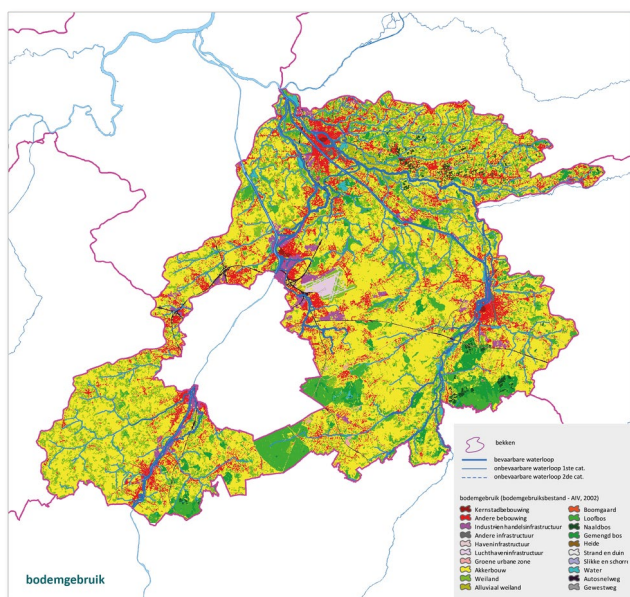 bekken
bevaarbare waterloop
onbevaarbare waterloop 1ste cat.
onbevaarbare waterloop 2de cat.
bodemgebruik (bodemgebruiksbestand - AIV, 2002)
Kernstadbebouwing
Andere bebouwing
Industrie en handelsinfrastructuur
Andere infrastructuur
Haveninfrastructuur
Luchthaveninfrastructuur
Groene urbane zone
Akkerbouw
Weiland
Alluviaal weiland
Boomgaard
Loofbos
Naaldbos
Gemengd bos
Heide
Strand en duin
Slikke en schorre
Water
Autosnelweg
Gewestweg
bodemgebruik